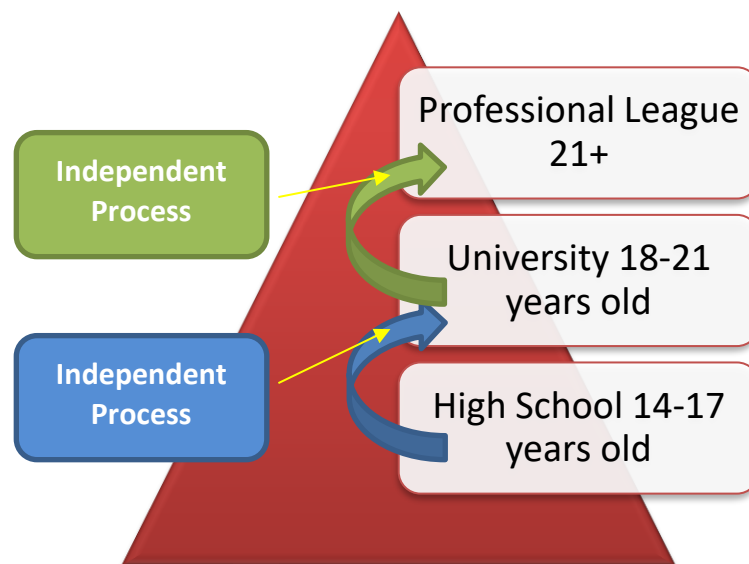 Professional League
21+
Independent
Process
University 18-21
years old
Independent
Process
High School 14-17
years old